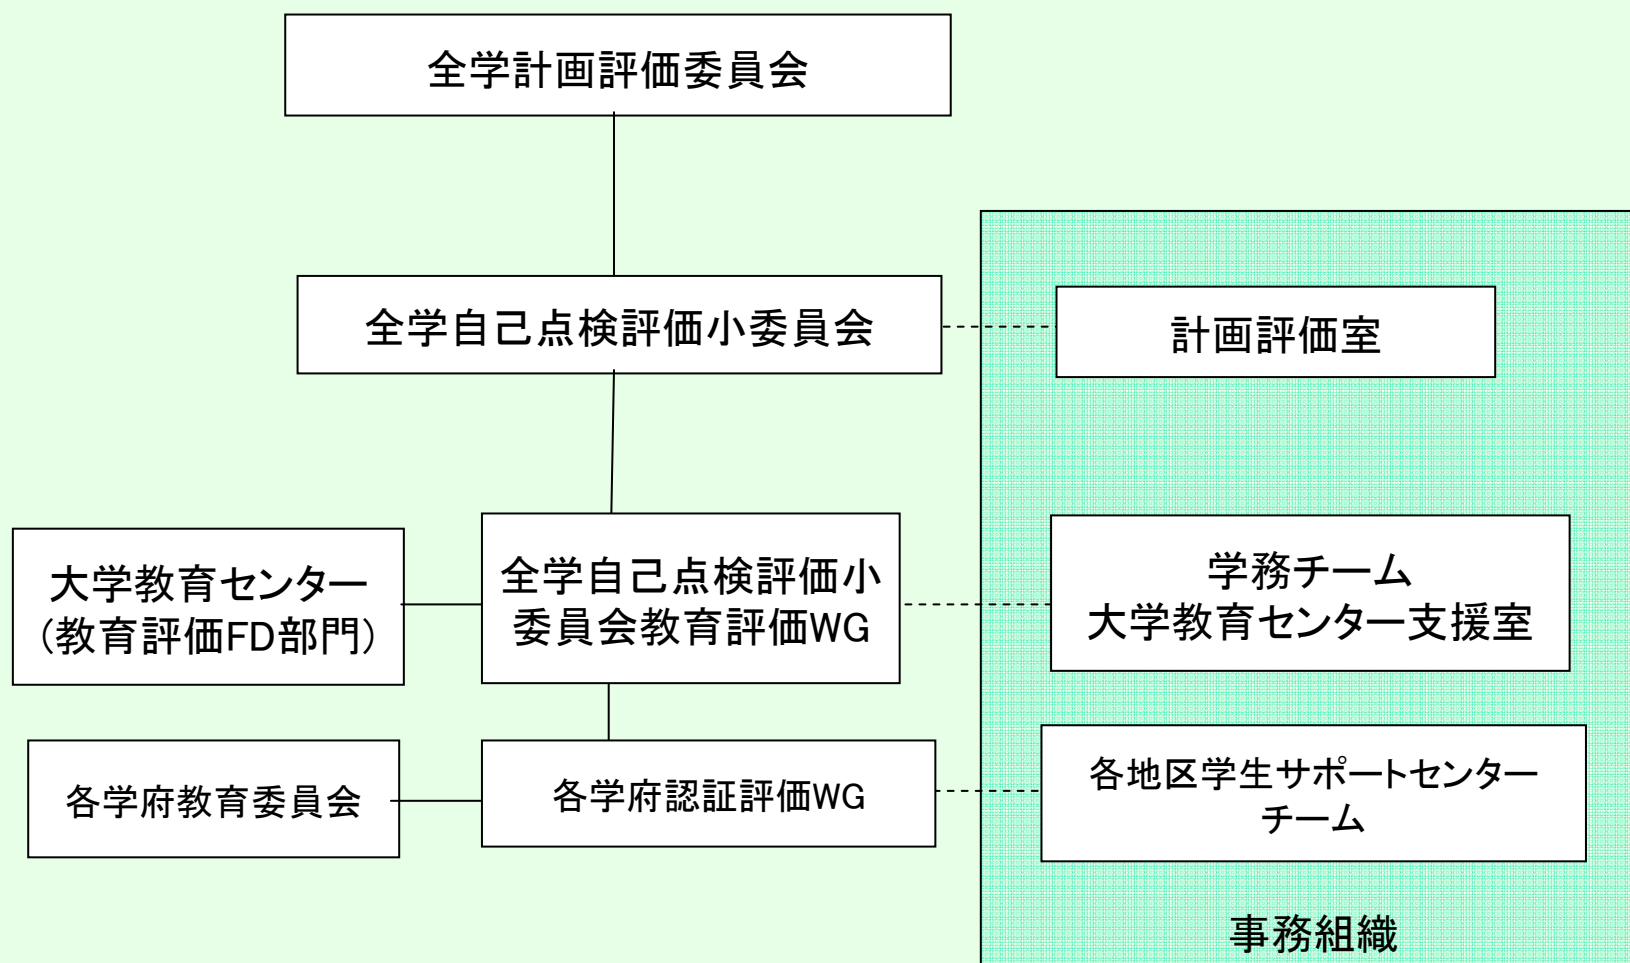 全学計画評価委員会
全学自己点検評価小委員会
計画評価室
大学教育センター
（教育評価FD部門）
全学自己点検評価小
委員会教育評価WG
学務チーム
大学教育センター支援室
各学府教育委員会
各学府認証評価WG
各地区学生サポートセンター
チーム
事務組織